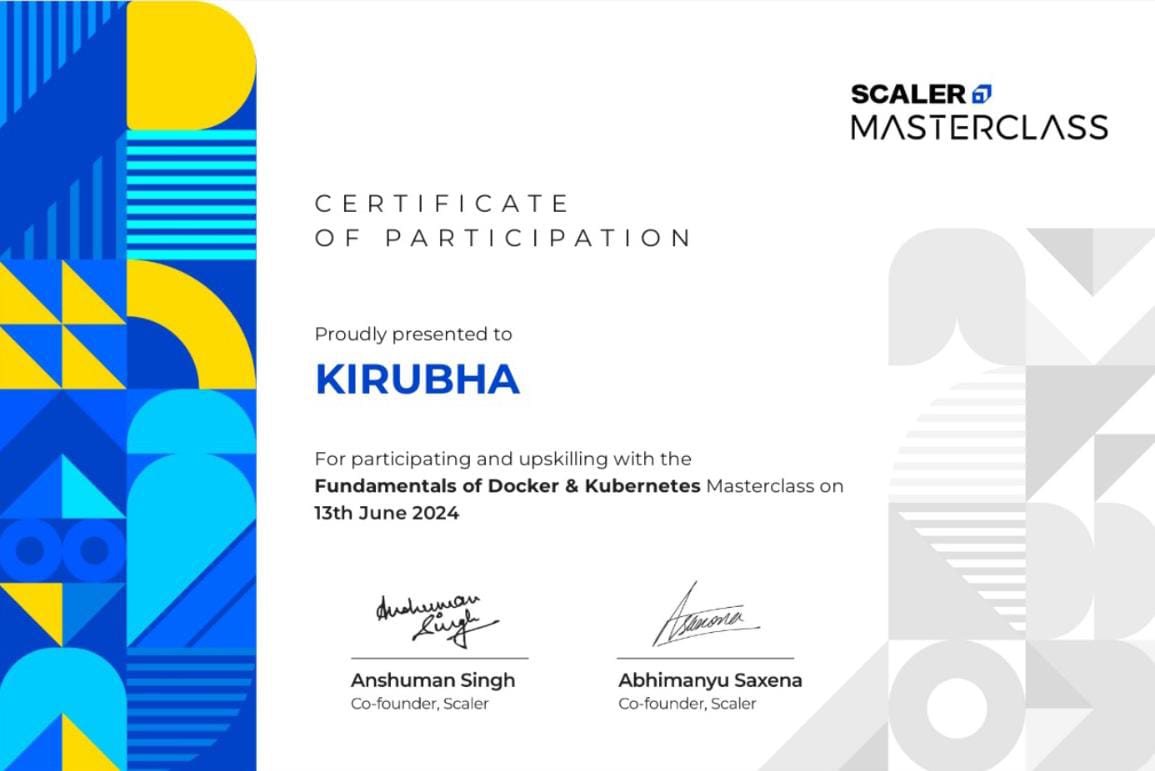 SCALER
MASTERCLASS
CERTIFICATE
OF PARTICIPATION
Proudly presented to
KIRUBHA
For participating and upskilling with the
Fundamentals of Docker & Kubernetes Masterclass on
13th June 2024
Anshuman
Singh
Asaxena
Anshuman Singh
Co-founder, Scaler
Abhimanyu Saxena
Co-founder, Scaler